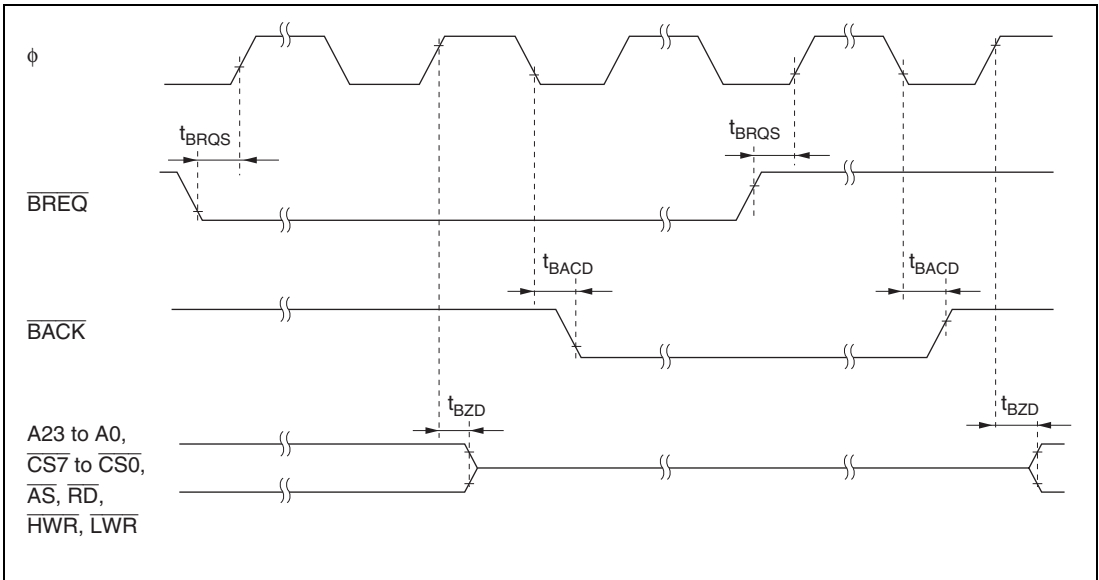 ϕ
tBRQS tBRQS
BREQ
tBACD tBACD
BACK
tBZD tBZD
A23 to A0,
CS7 to CS0,
AS, RD,
HWR, LWR